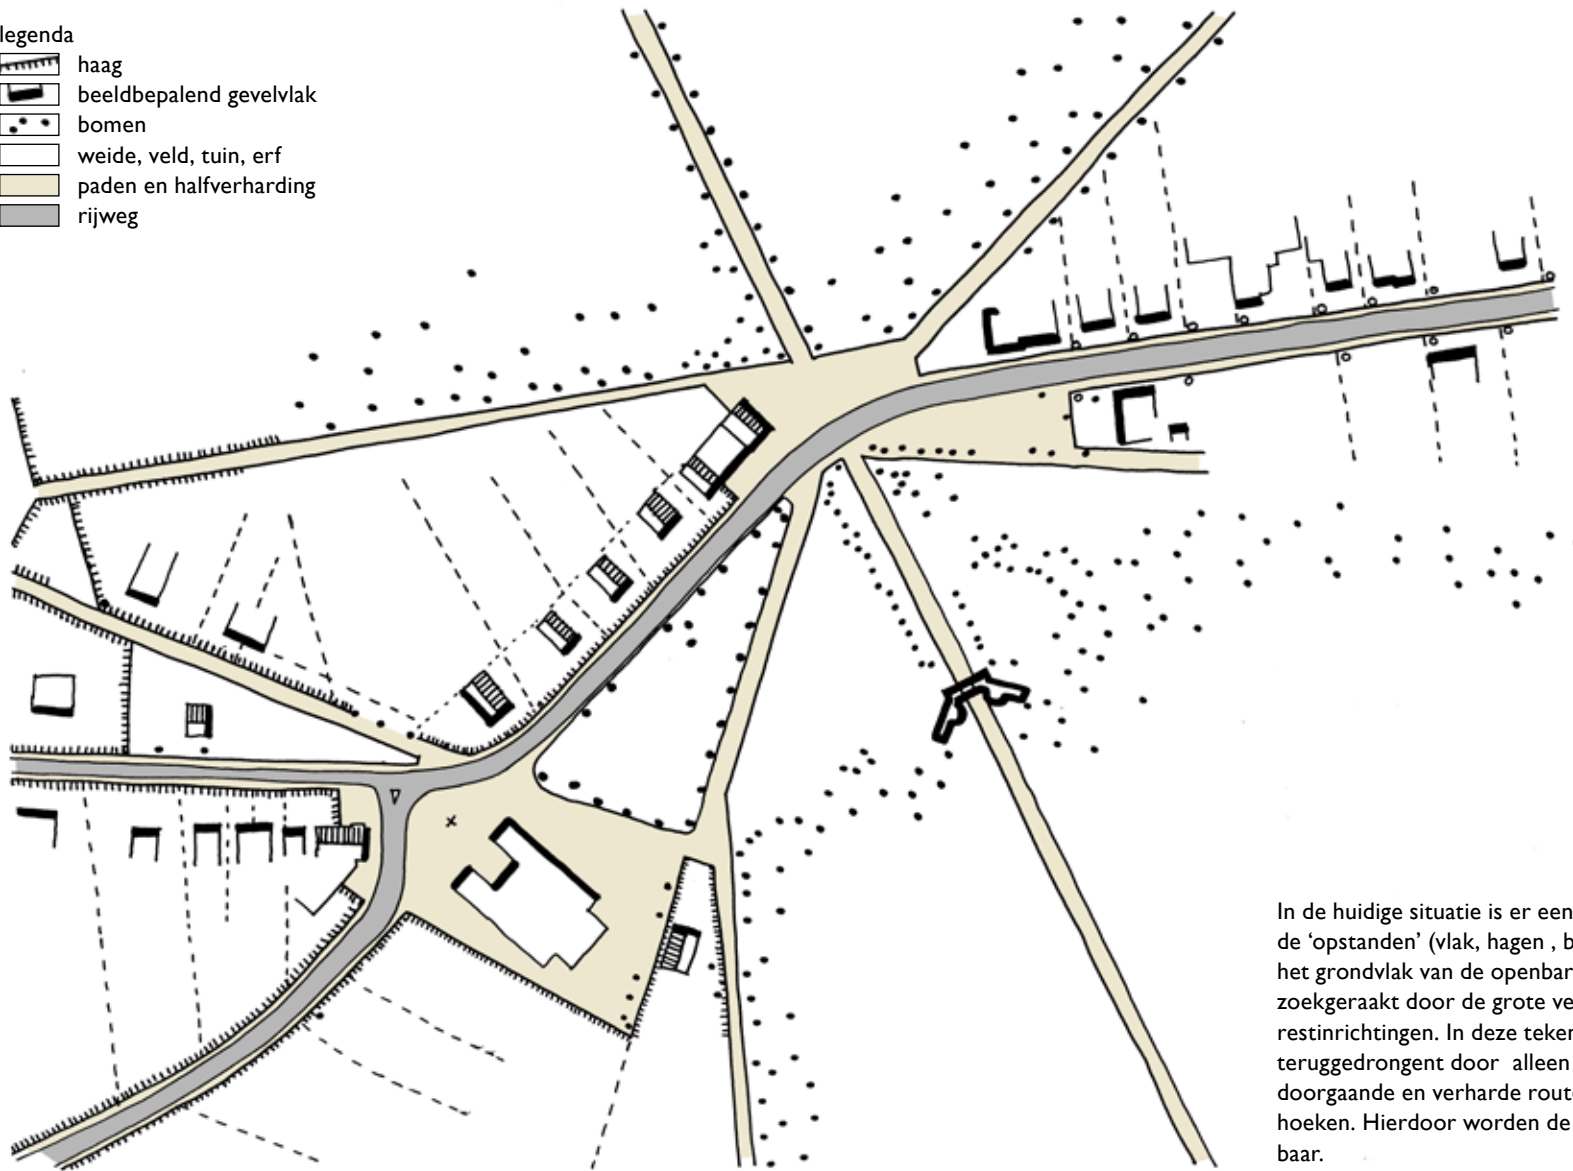 legenda
haag
beeldbepalend gevelvlak
bomen
weide, veld, tuin, erf
paden en halfverharding
rijweg
In de huidige situatie is er een
de ‘opstanden’ (vlak, hagen , b
het grondvlak van de openbar
zoekgeraakt door de grote ve
restinrichtingen. In deze teker
teruggedrongent door  alleen
doorgaande en verharde route
hoeken. Hierdoor worden de
baar.